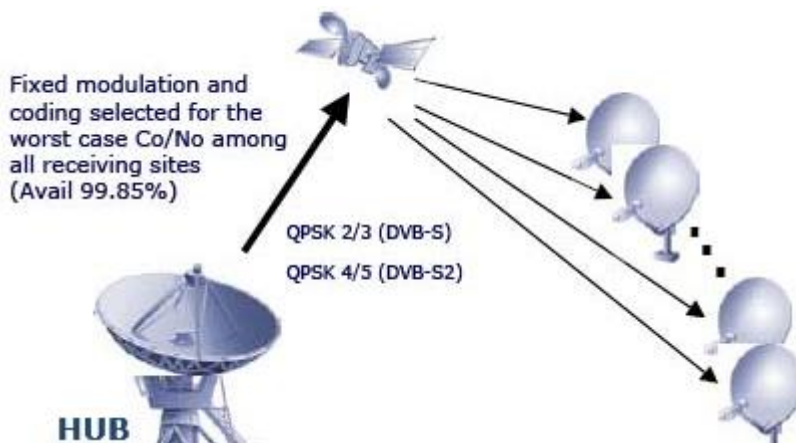 Fixed modulation and
coding selected for the
worst case Co/No among
all receiving sites
(Avail 99.85%)
QPSK 2/3 (DVB-S)
QPSK 4/5 (DVB-S2)
HUB